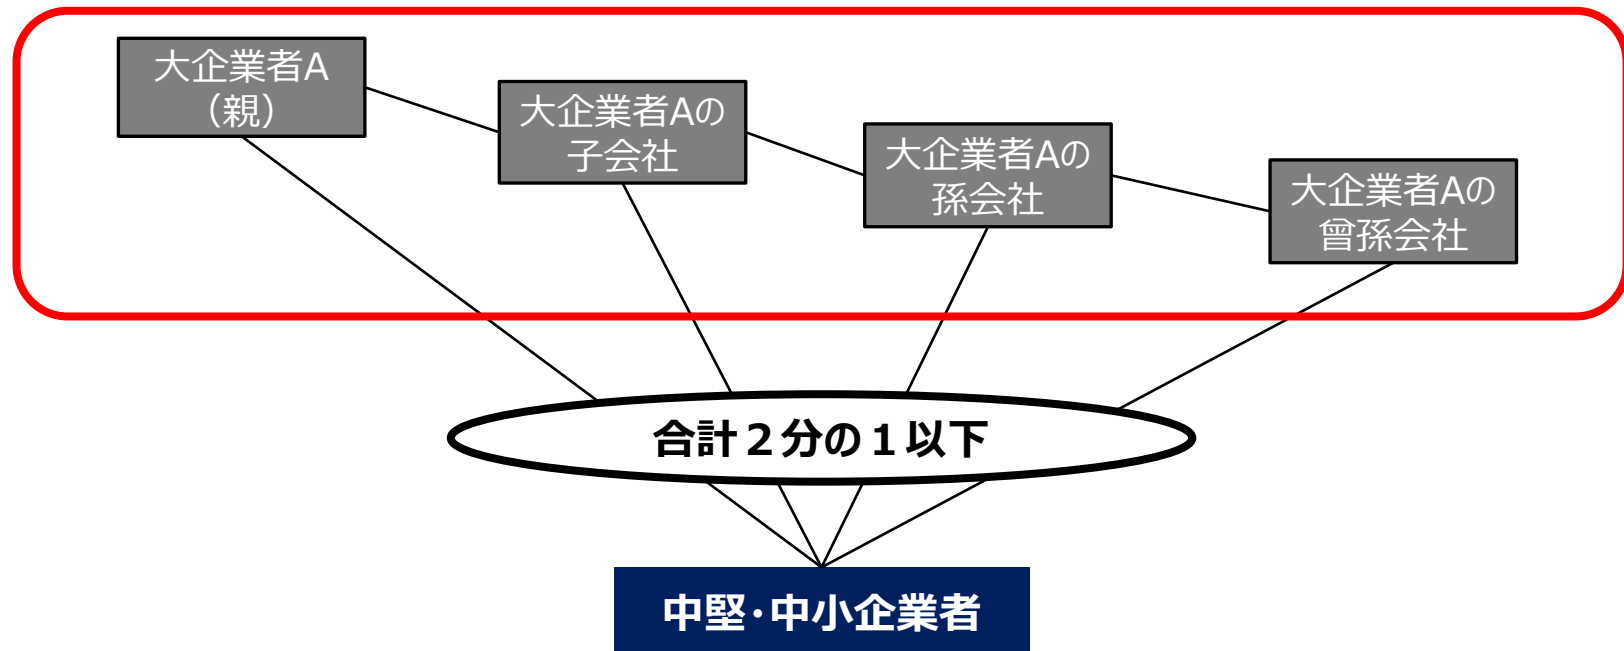 大企業者A
（親）
大企業者Aの
子会社
大企業者Aの
孫会社
大企業者Aの
曾孫会社
合計２分の１以下
中堅・中小企業者